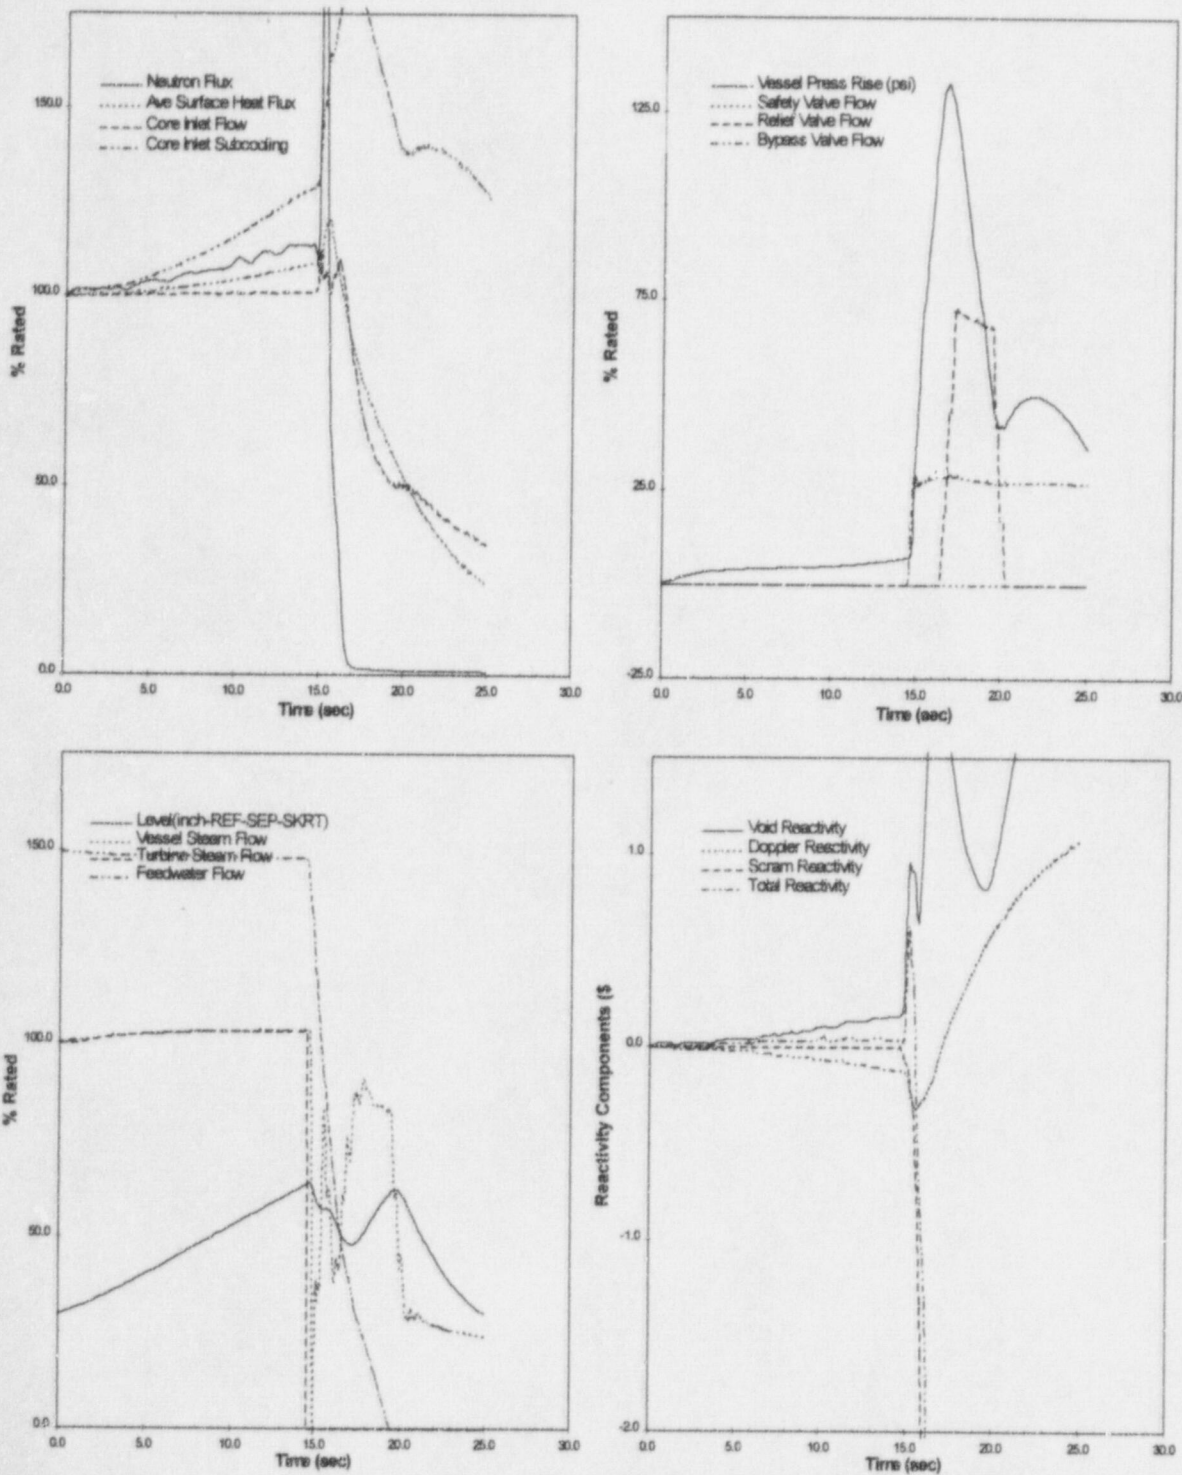 Neutron Flux
Ave Surface Heat Flux
Core Inlet Flow
Core Inlet Subcooling
150.0
100.0
50.0
0.0
% Rated
0.0 5.0 10.0 15.0 20.0 25.0 30.0
Time (sec)
Vessel Press Rise (psi)
Safety Valve Flow
Relief Valve Flow
Bypass Valve Flow
125.0
75.0
25.0
-25.0
% Rated
0.0 5.0 10.0 15.0 20.0 25.0 30.0
Time (sec)
Level(inch-REF-SEP-SKRT)
Vessel Steam Flow
Turbine Steam Flow
Feedwater Flow
150.0
100.0
50.0
0.0
% Rated
0.0 5.0 10.0 15.0 20.0 25.0 30.0
Time (sec)
Void Reactivity
Doppler Reactivity
Scram Reactivity
Total Reactivity
1.0
0.0
-1.0
-2.0
Reactivity Components ($
0.0 5.0 10.0 15.0 20.0 25.0 30.0
Time (sec)